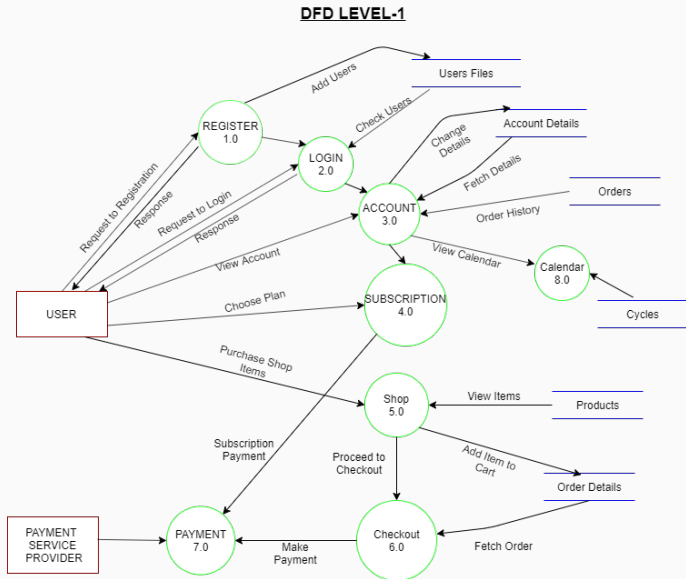 DFD LEVEL-1
Add Users
Users Files
Check Users
REGISTER
1.0
LOGIN
2.0
Change
Details
Account Details
Fetch Details
Request to Registration
Response
Request to Login
Response
ACCOUNT
3.0
Orders
Order History
View Account
View Calendar
Calendar
8.0
Cycles
USER
Choose Plan
SUBSCRIPTION
4.0
Purchase Shop
Items
Shop
5.0
View Items
Products
Subscription
Payment
Proceed to
Checkout
Add Item to
Cart
Order Details
PAYMENT
SERVICE
PROVIDER
PAYMENT
7.0
Make
Payment
Checkout
6.0
Fetch Order